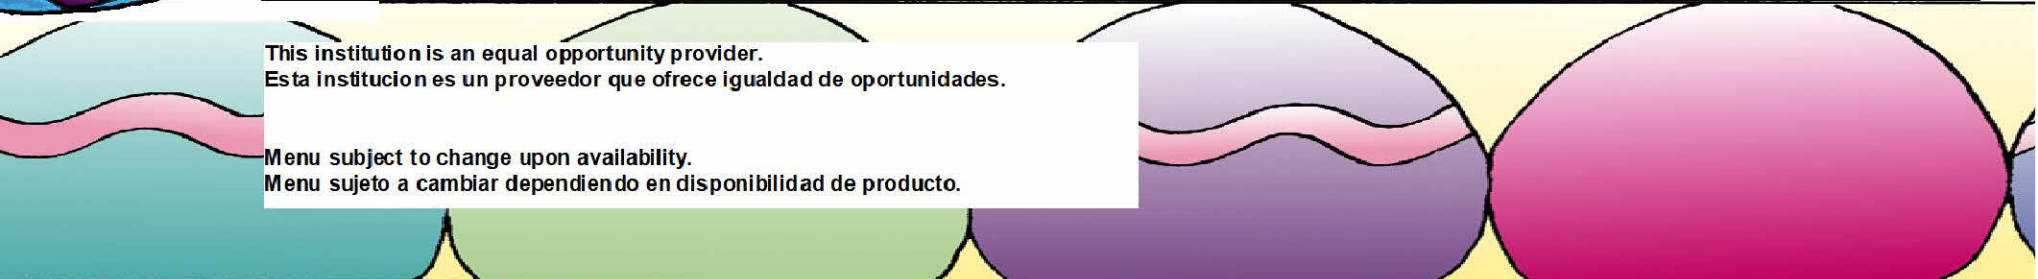 This institution is an equal opportunity provider.
Esta institucion es un proveedor que ofrece igualdad de oportunidades.
Menu subject to change upon availability.
Menu sujeto a cambiar dependiendo en disponibilidad de producto.